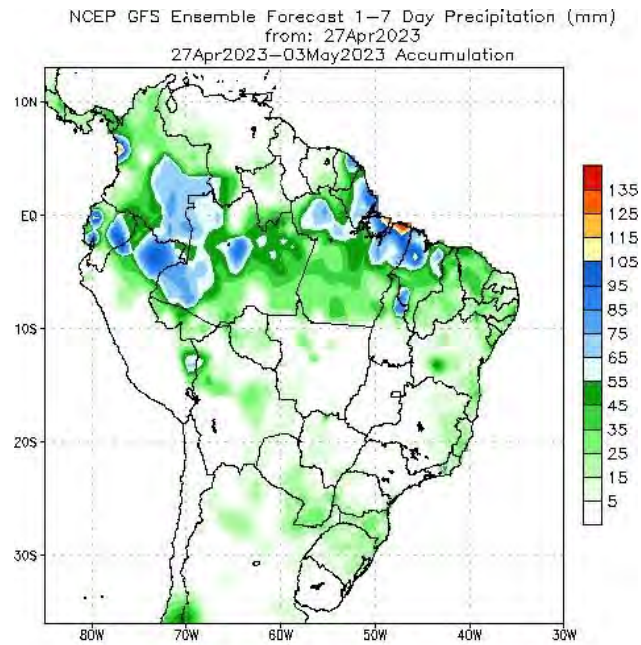 NCEP GFS Ensemble Forecast 1–7 Day Precipitation (mm)
from: 27Apr2023
27Apr2023–03May2023 Accumulation
10N
EQ
10S
20S
30S
80W
70W
60W
50W
40W
30W
135
125
115
105
95
85
75
65
55
45
35
25
15
5